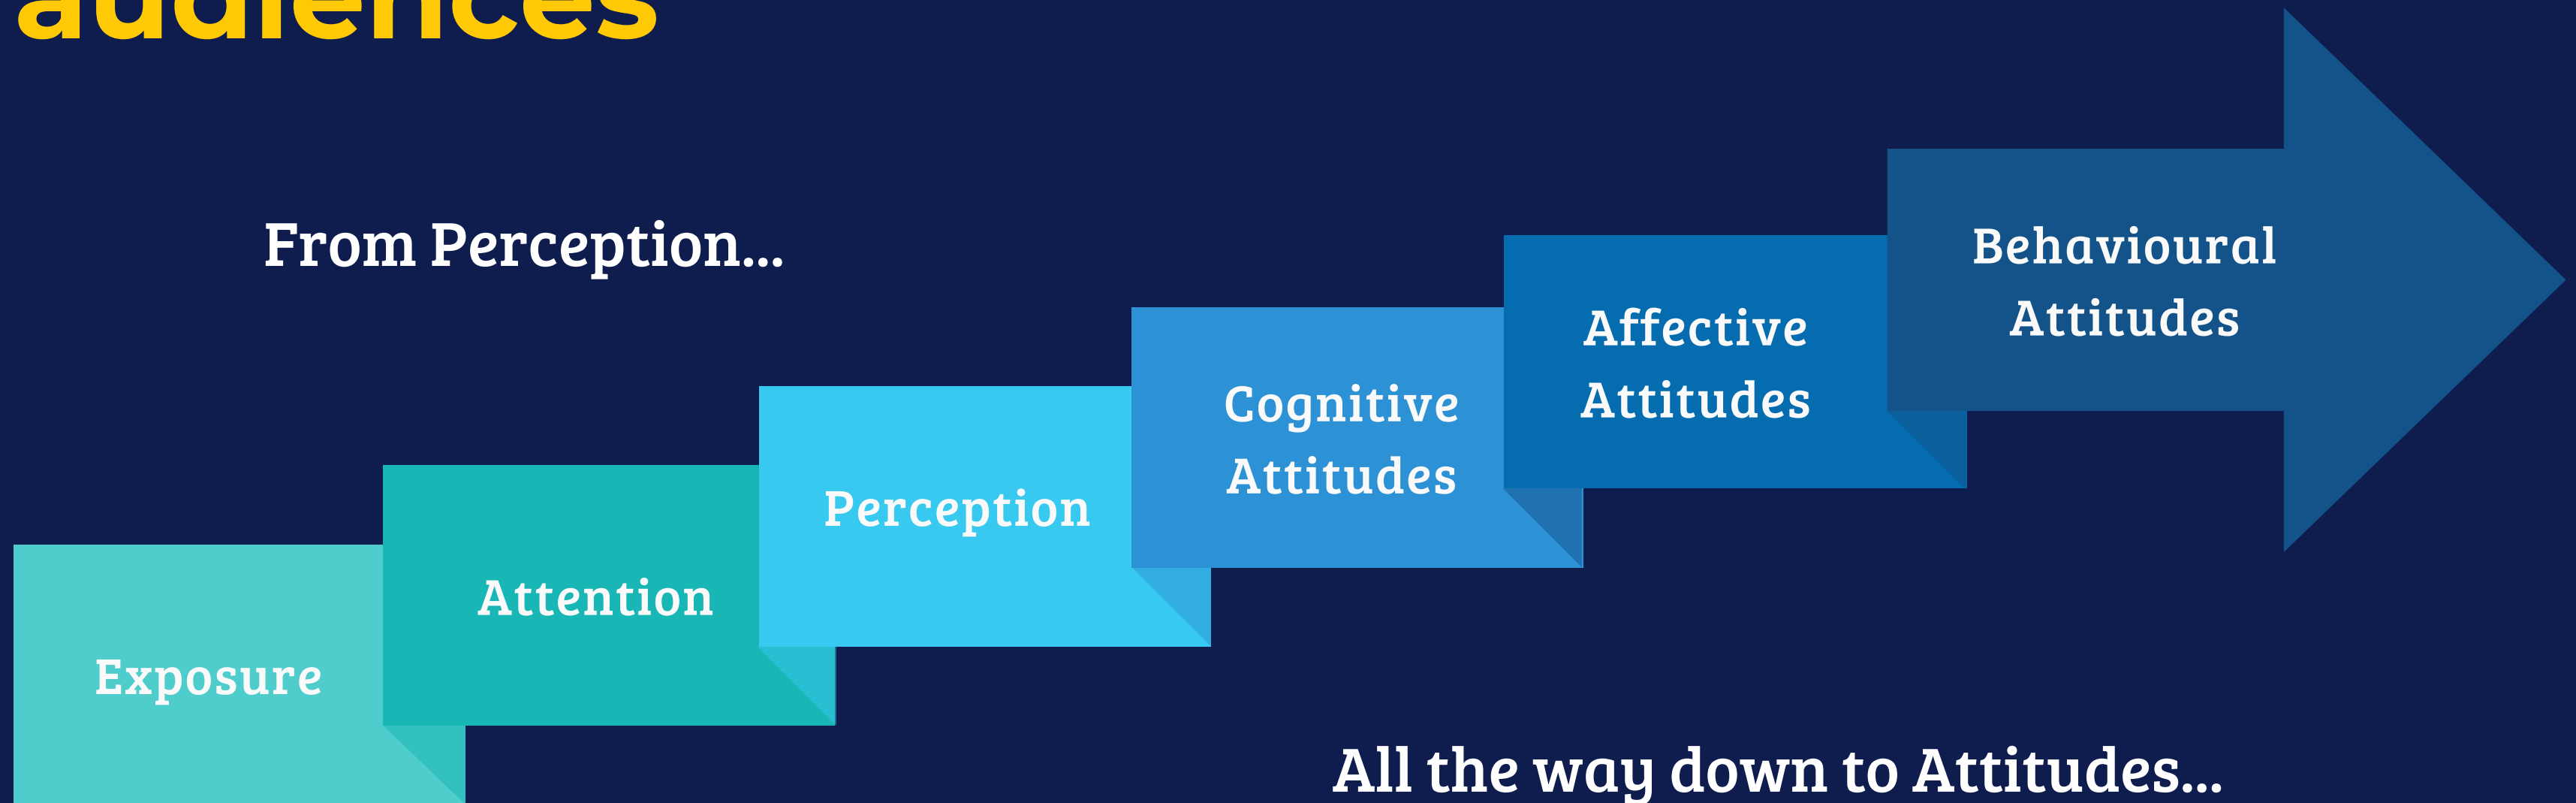 audiences
From Perception...
Behavioural
Attitudes
Affective
Attitudes
Cognitive
Attitudes
Perception
Attention
Exposure
All the way down to Attitudes...